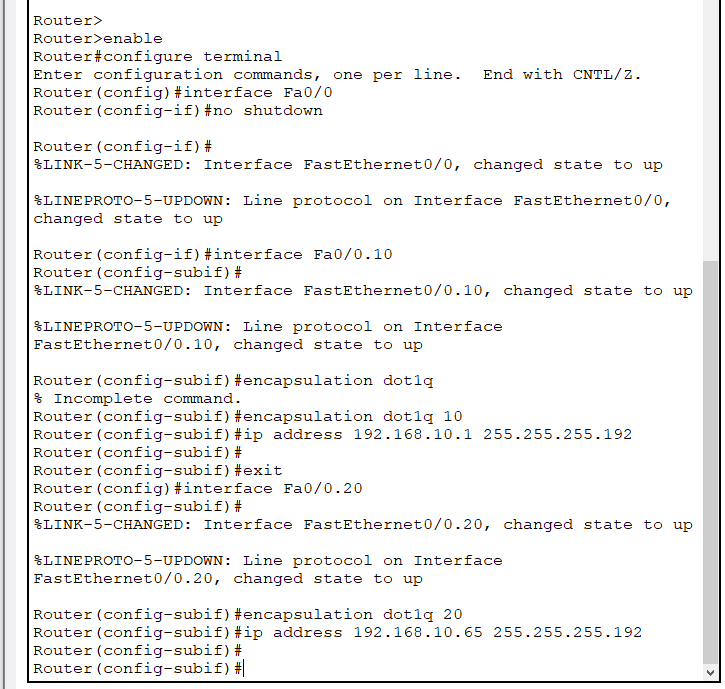 Router>
Router>enable
Router#configure terminal
Enter configuration commands, one per line.  End with CNTL/Z.
Router(config)#interface Fa0/0
Router(config-if)#no shutdown
Router(config-if)#
%LINK-5-CHANGED: Interface FastEthernet0/0, changed state to up
%LINEPROTO-5-UPDOWN: Line protocol on Interface FastEthernet0/0,
changed state to up
Router(config-if)#interface Fa0/0.10
Router(config-subif)#
%LINK-5-CHANGED: Interface FastEthernet0/0.10, changed state to up
%LINEPROTO-5-UPDOWN: Line protocol on Interface
FastEthernet0/0.10, changed state to up
Router(config-subif)#encapsulation dot1q
% Incomplete command.
Router(config-subif)#encapsulation dot1q 10
Router(config-subif)#ip address 192.168.10.1 255.255.255.192
Router(config-subif)#
Router(config-subif)#exit
Router(config)#interface Fa0/0.20
Router(config-subif)#
%LINK-5-CHANGED: Interface FastEthernet0/0.20, changed state to up
%LINEPROTO-5-UPDOWN: Line protocol on Interface
FastEthernet0/0.20, changed state to up
Router(config-subif)#encapsulation dot1q 20
Router(config-subif)#ip address 192.168.10.65 255.255.255.192
Router(config-subif)#
Router(config-subif)#